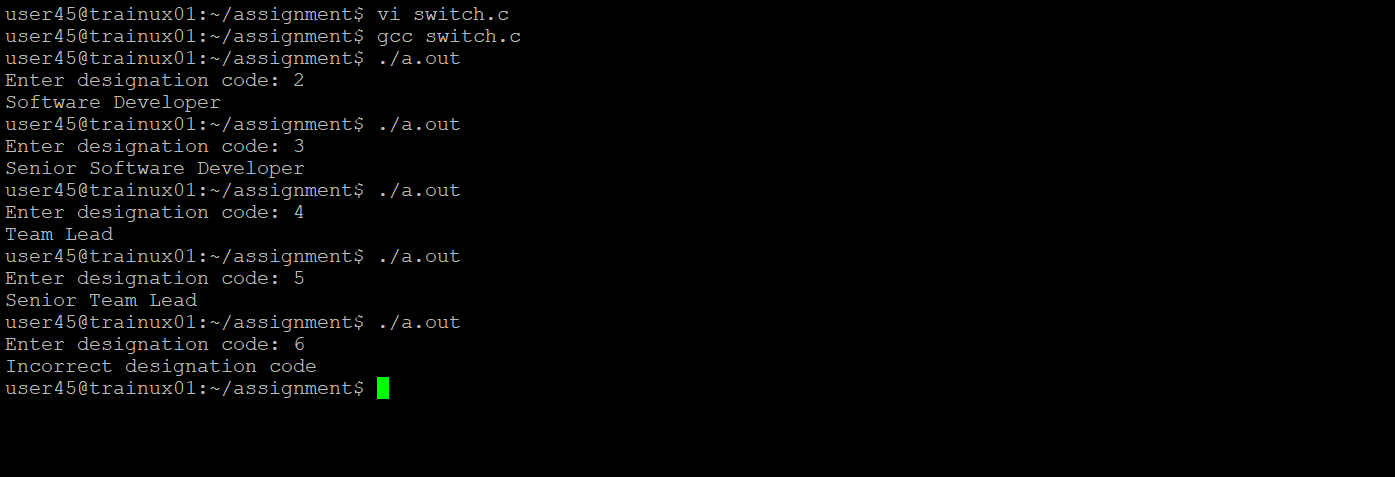 user45@trainux01:~/assignment$ vi switch.c
user45@trainux01:~/assignment$ gcc switch.c
user45@trainux01:~/assignment$ ./a.out
Enter designation code: 2
Software Developer
user45@trainux01:~/assignment$ ./a.out
Enter designation code: 3
Senior Software Developer
user45@trainux01:~/assignment$ ./a.out
Enter designation code: 4
Team Lead
user45@trainux01:~/assignment$ ./a.out
Enter designation code: 5
Senior Team Lead
user45@trainux01:~/assignment$ ./a.out
Enter designation code: 6
Incorrect designation code
user45@trainux01:~/assignment$